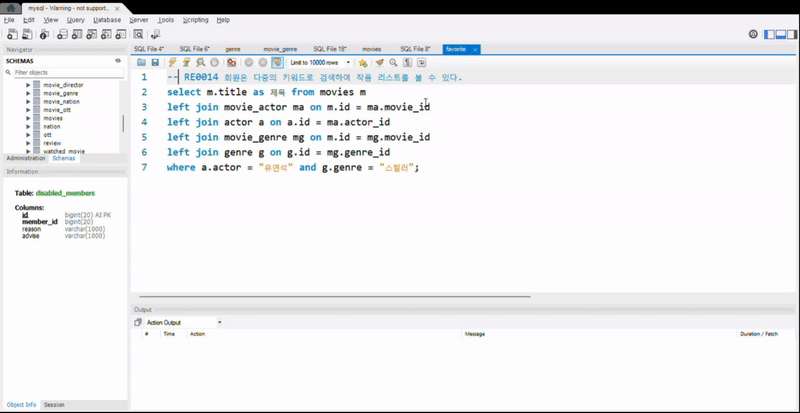 mysql - Warning - not support...
File Edit View Query Database Server Tools Scripting Help
Navigator
SCHEMAS
Filter objects
movie_director
movie_genre
movie_nation
movie_ott
movies
nation
ott
review
watched_movie
Administration Schemas
Information
Table: disabled_members
Columns:
id bigint(20) AI PK
member_id bigint(20)
reason varchar(1000)
advise varchar(1000)
Object Info Session
SQL File 4* SQL File 6* genre movie_genre SQL File 18* movies SQL File 8* favorite
Limit to 10000 rows
1 -- RE0014 회원은 다중의 키워드로 검색하여 작품 리스트를 볼 수 있다.
2 select m.title as 제목 from movies m
3 left join movie_actor ma on m.id = ma.movie_id
4 left join actor a on a.id = ma.actor_id
5 left join movie_genre mg on m.id = mg.movie_id
6 left join genre g on g.id = mg.genre_id
7 where a.actor = "유연석" and g.genre = "스릴러";
Output
Action Output
# Time Action Message Duration / Fetch